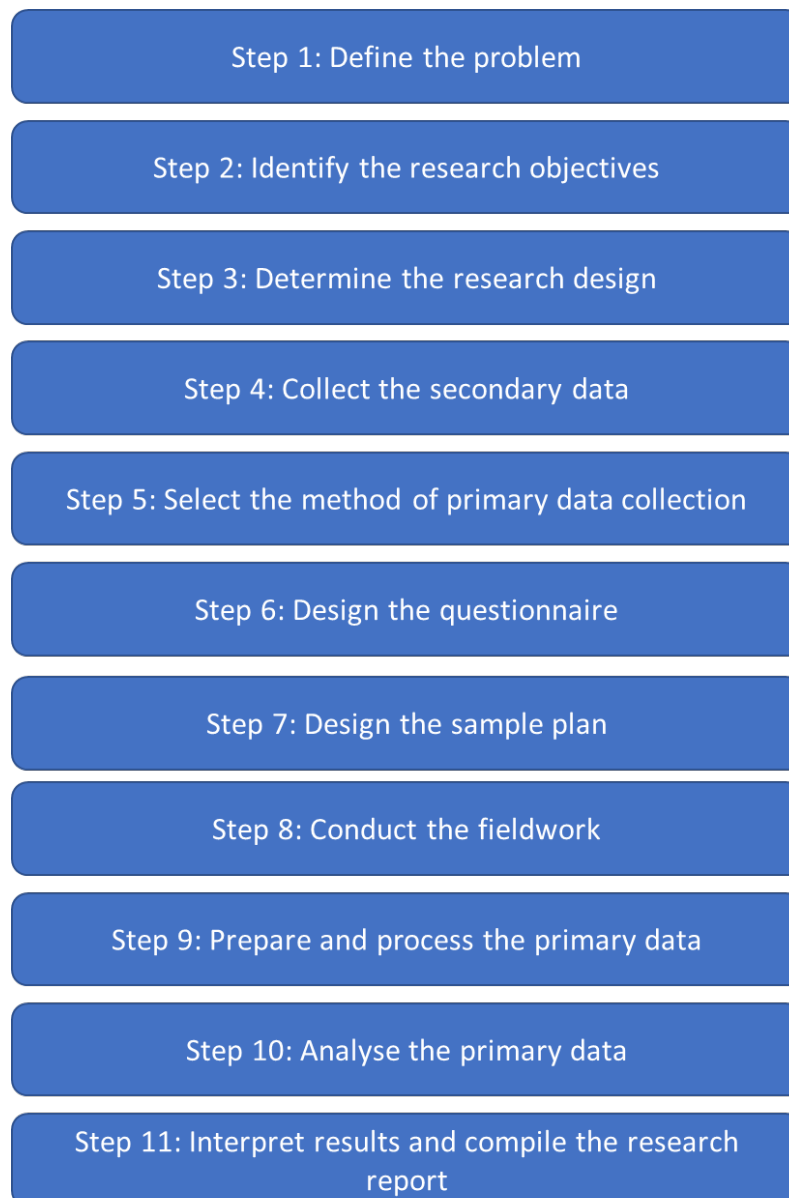 Step 1: Define the problem
Step 2: Identify the research objectives
Step 3: Determine the research design
Step 4: Collect the secondary data
Step 5: Select the method of primary data collection
Step 6: Design the questionnaire
Step 7: Design the sample plan
Step 8: Conduct the fieldwork
Step 9: Prepare and process the primary data
Step 10: Analyse the primary data
Step 11: Interpret results and compile the research
report